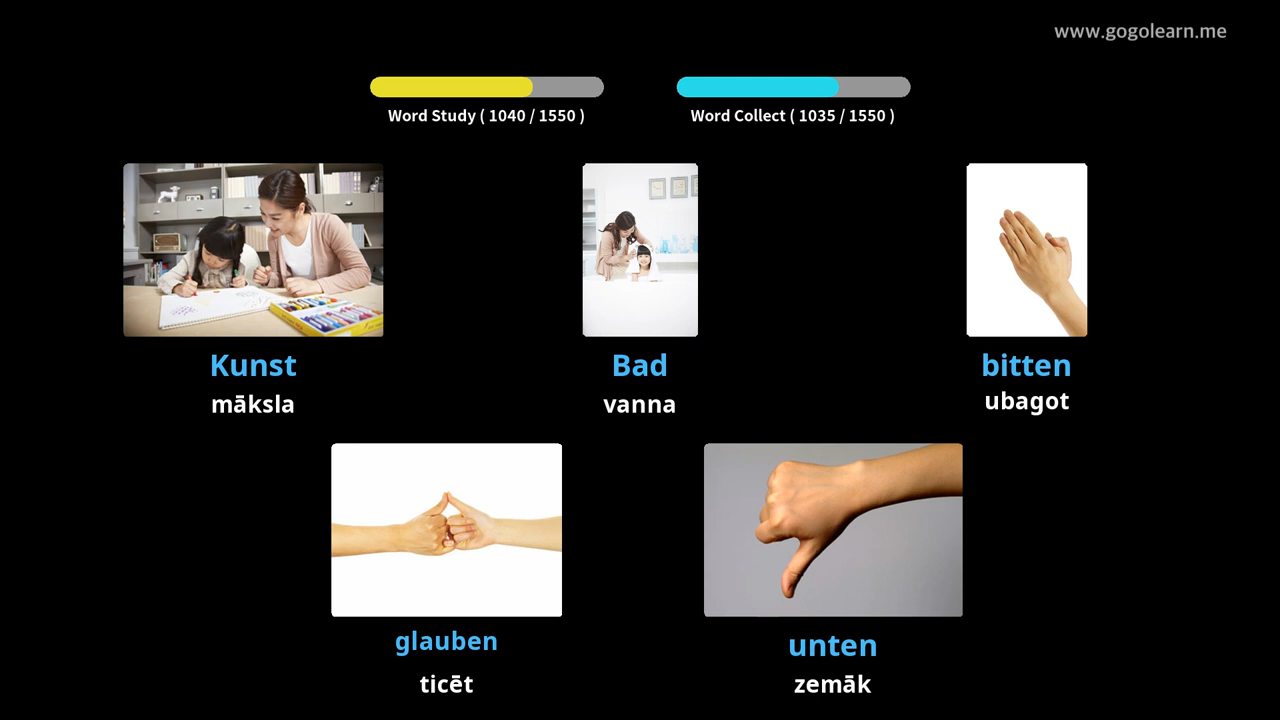 www.gogolearn.me
Word Study ( 1040 / 1550 )
Word Collect ( 1035 / 1550 )
Kunst
māksla
Bad
vanna
bitten
ubagot
glauben
ticēt
unten
zemāk